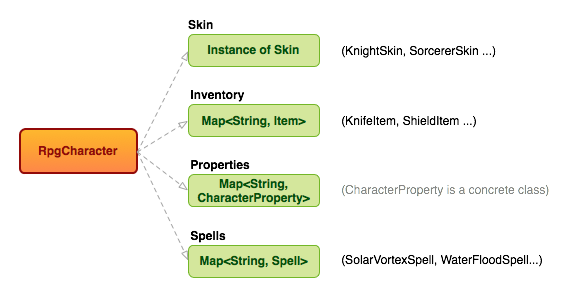 Skin
Instance of Skin
(KnightSkin, SorcererSkin ...)
Inventory
Map<String, Item>
(KnifeItem, ShieldItem ...)
RpgCharacter
Properties
Map<String,
CharacterProperty>
(CharacterProperty is a concrete class)
Spells
Map<String, Spell>
(SolarVortexSpell, WaterFloodSpell...)